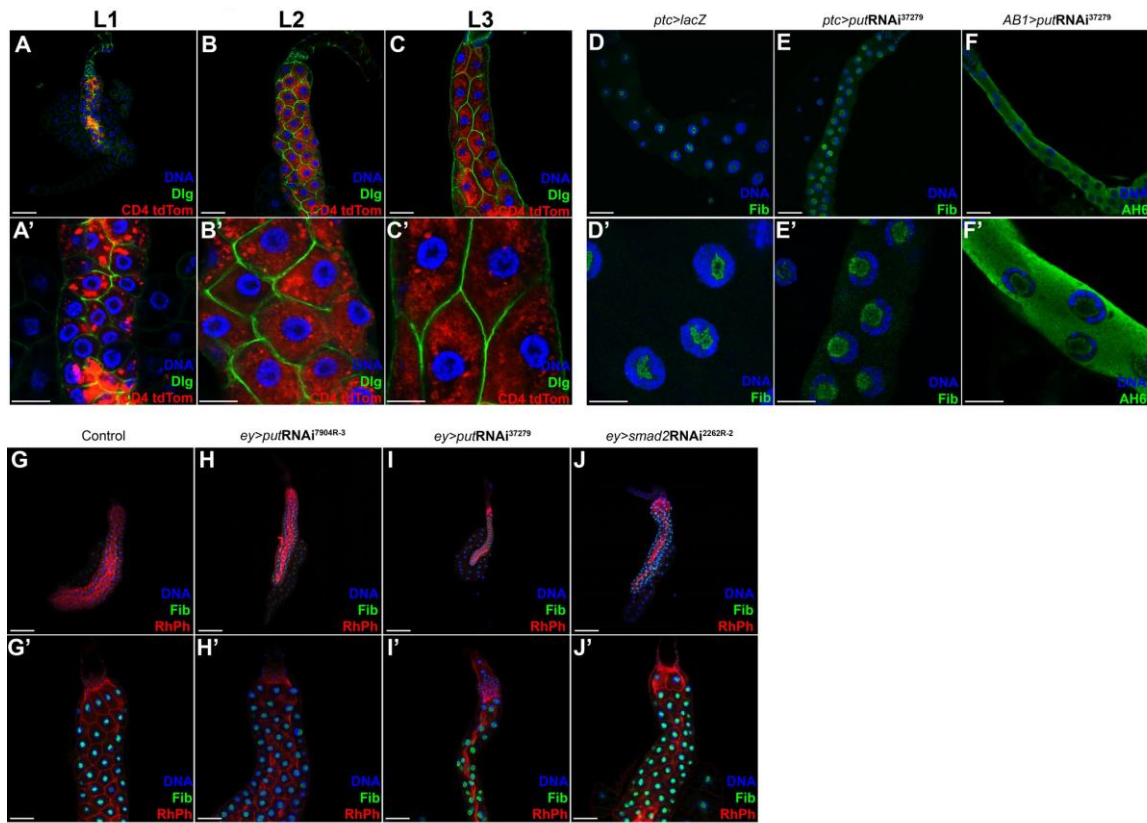 L1 L2 L3 ptc>lacZ ptc>putRNAi37279 AB1>putRNAi37279
A B C D E F
DNA DNA DNA DNA DNA DNA
Dlg Dlg Dlg Fib Fib AH6
CD4 tdTom CD4 tdTom CD4 tdTom
A' B' C' D' E' F'
DNA DNA DNA DNA DNA DNA
Dlg Dlg Dlg Fib Fib AH6
CD4 tdTom CD4 tdTom CD4 tdTom
Control ey>putRNAi7904R-3 ey>putRNAi37279 ey>smad2RNAi2262R-2
G H I J
DNA DNA DNA DNA
Fib Fib Fib Fib
RhPh RhPh RhPh RhPh
G' H' I' J'
DNA DNA DNA DNA
Fib Fib Fib Fib
RhPh RhPh RhPh RhPh